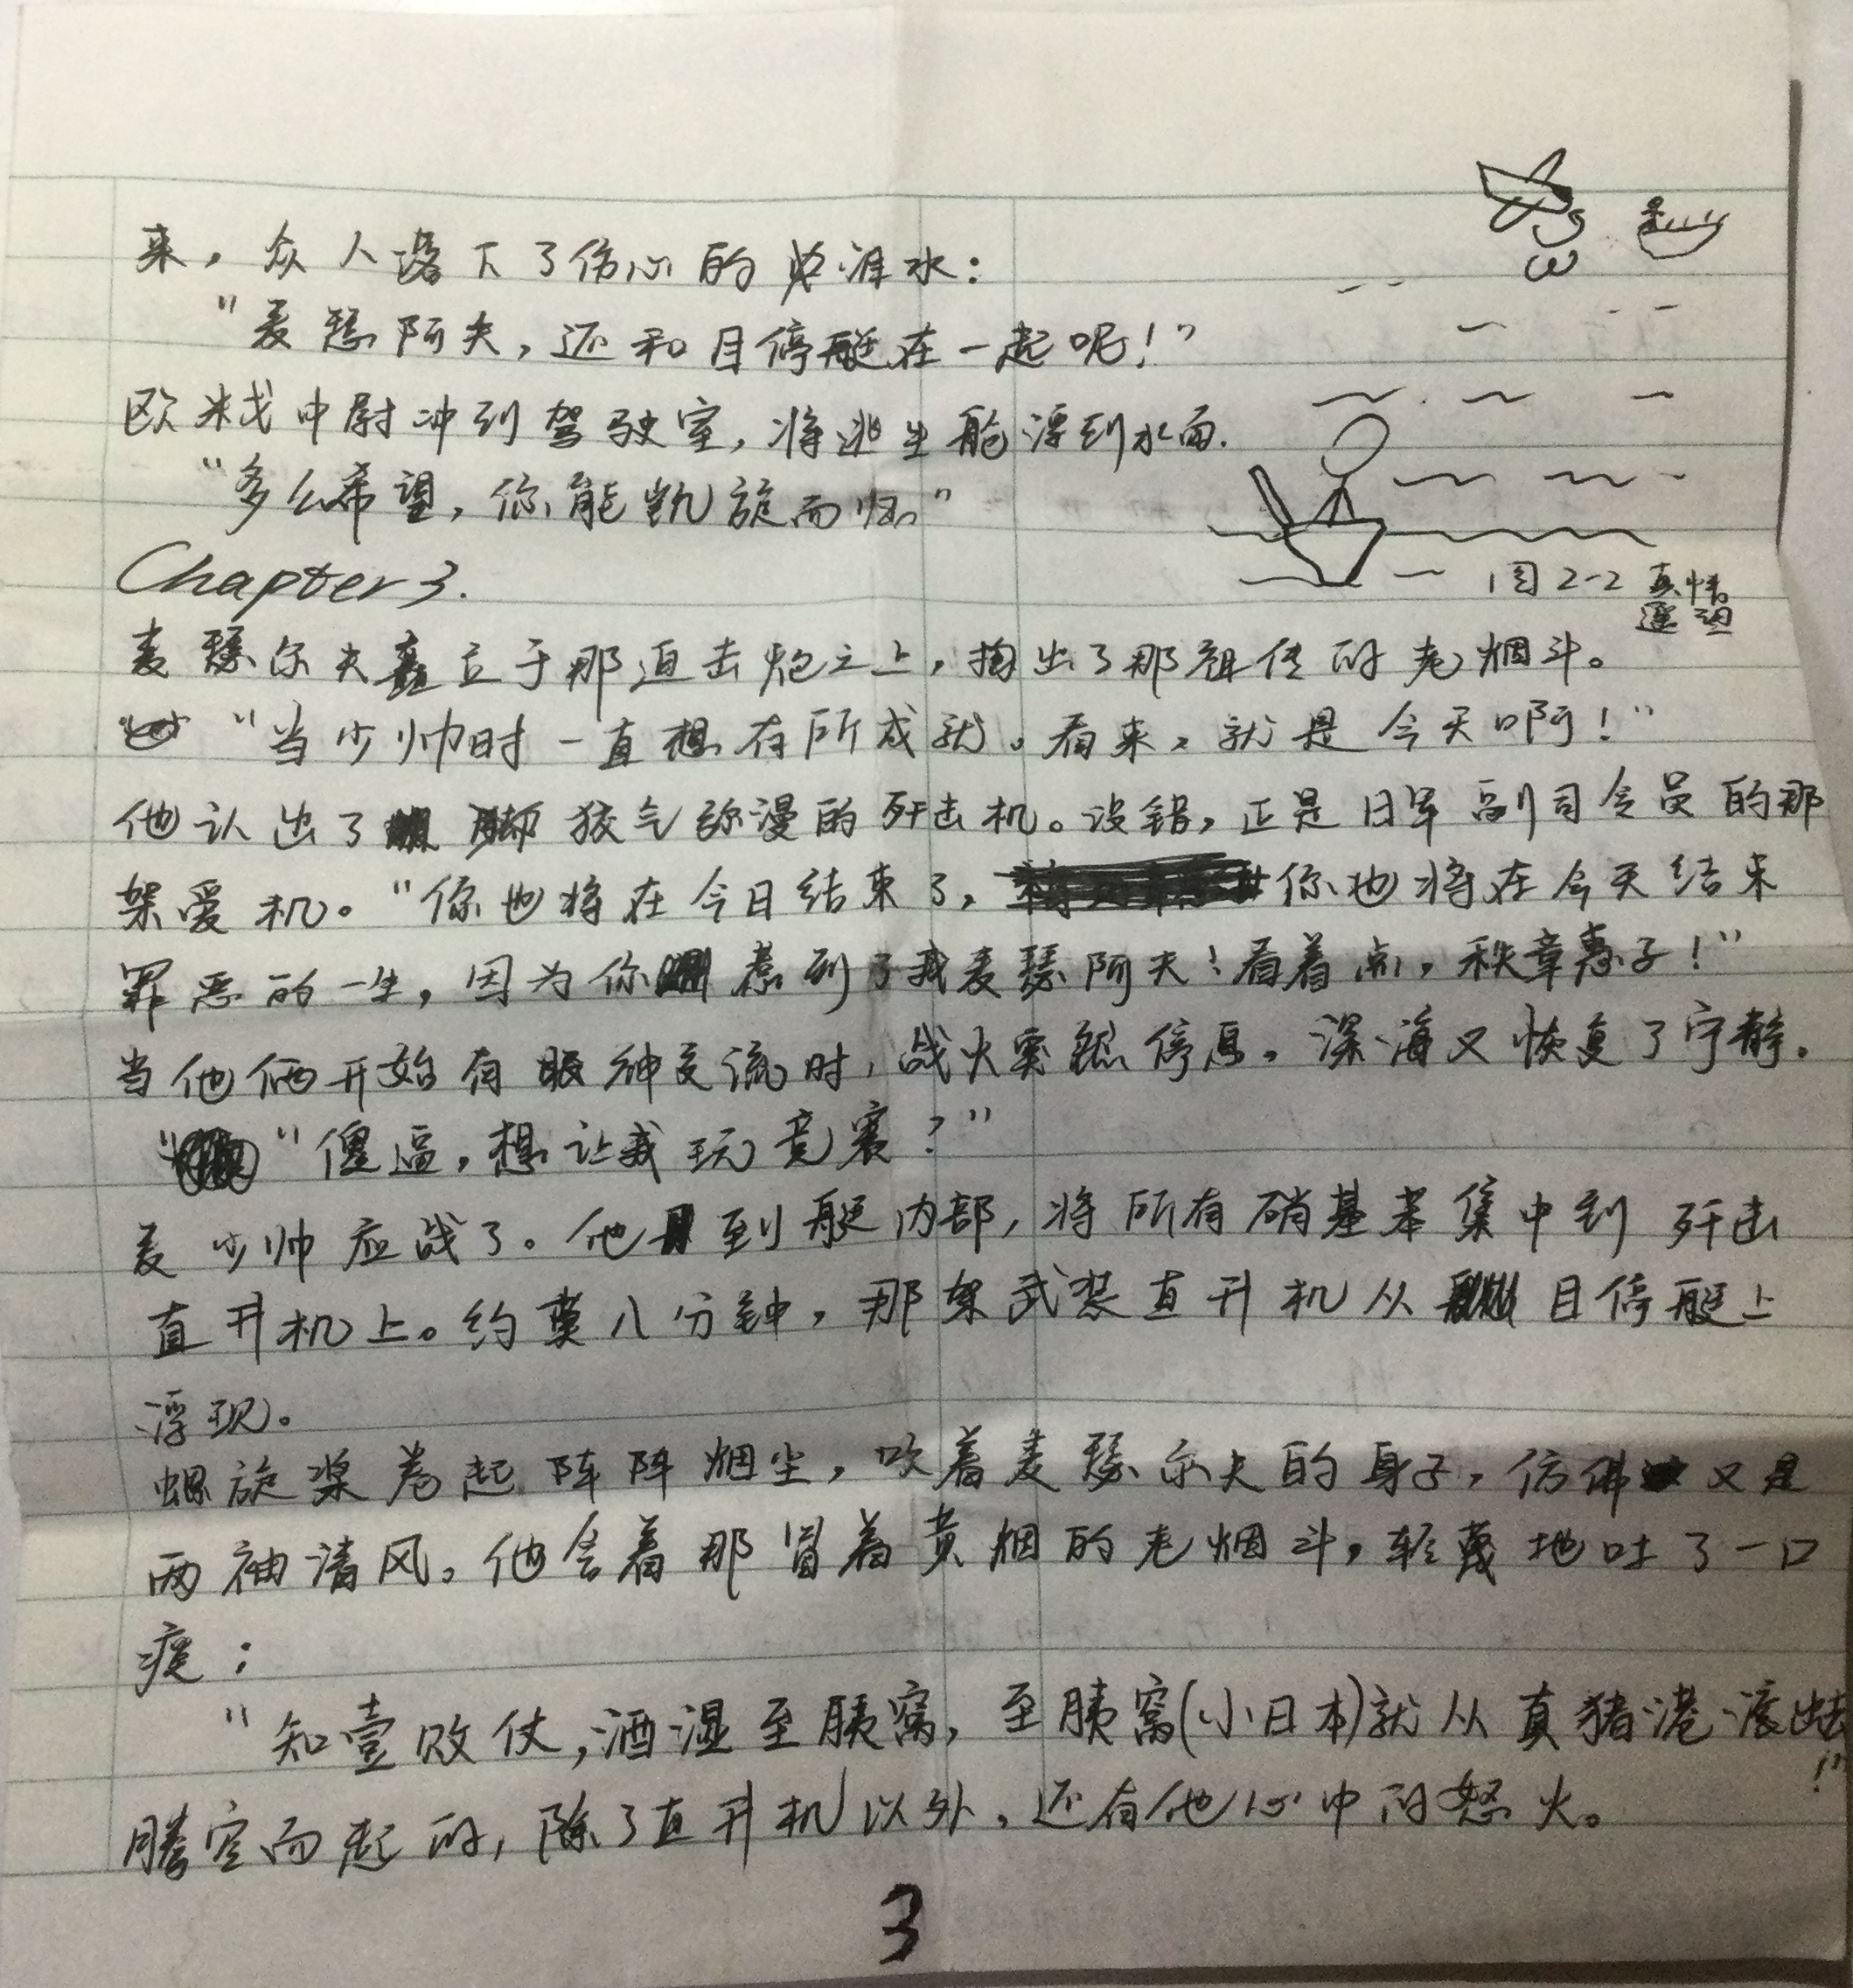 来，众人落下了伤心的泪水：
"麦瑟阿夫，还和目停艇在一起呢！"
欧米戈中尉冲到驾驶室，将逃生舱浮到水面.
"多么希望，你能凯旋而归"
图2-2 真情
遥望
Chapter 3.
麦瑟尔夫矗立于那迫击炮之上，掏出了那祖传的老烟斗。
"当少帅时一直想有所成就。看来，就是今天啊！"
他认出了那 狡气弥漫的歼击机。没错，正是日军副司令员的那
架爱机。"你也将在今日结束了，你也将在今天结束
罪恶的一生，因为你惹到了我麦瑟阿夫！看着点，秩章惠子！"
当他俩开始有眼神交流时，战火突然停息。深海又恢复了宁静。
"傻逼，想让我玩竞赛？"
麦少帅应战了。他到艇内部，将所有硝基苯集中到歼击
直升机上。约莫八分钟，那架武装直升机从目停艇上
浮现。
螺旋桨卷起阵阵烟尘，吹着麦瑟尔夫的身子，仿佛又是
两袖清风。他含着那冒着黄烟的老烟斗，轻蔑地吐了一口
痰：
"知壹败仗，酒湿至胰窝，至胰窝(小日本)就从真猪港滚出去！"
腾空而起的，除了直升机以外，还有他心中的怒火。
3